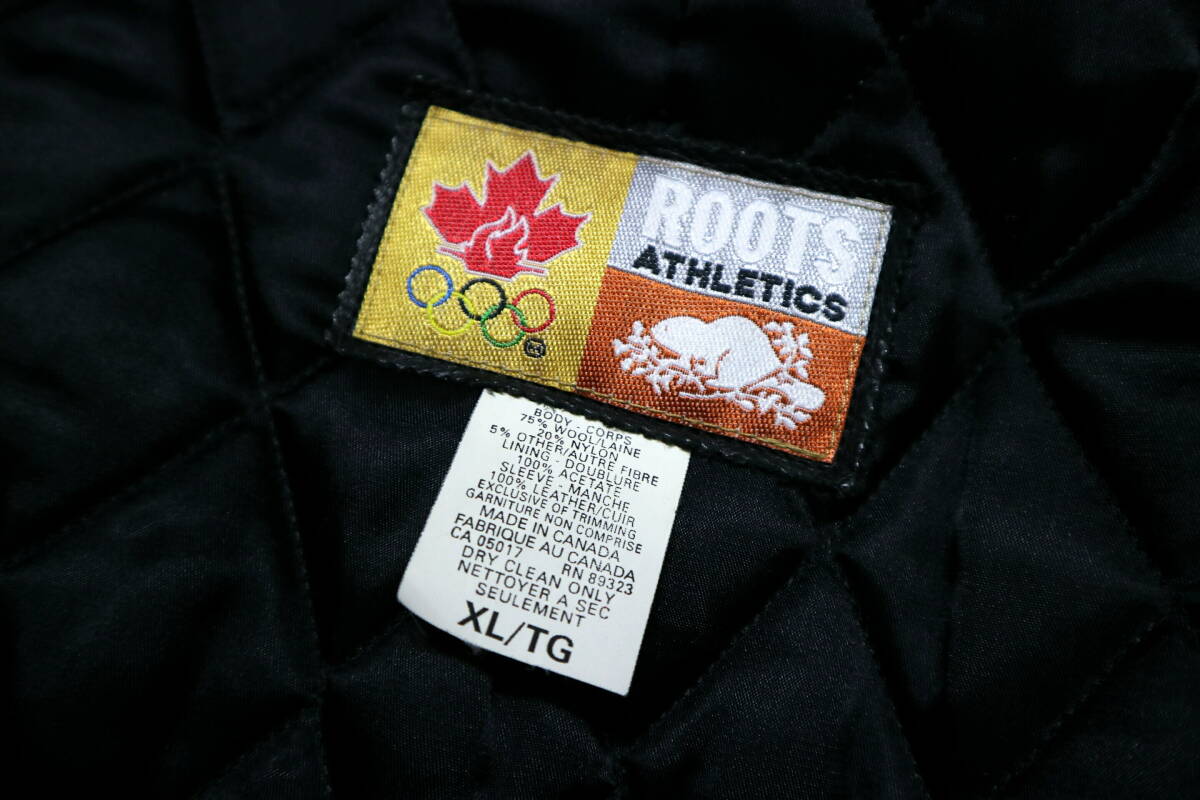 ROOTS
ATHLETICS
BODY - CORPS
75% WOOL/LAINE
20% NYLON
5% OTHER/AUTRE FIBRE
LINING - DOUBLURE
100% ACETATE
SLEEVE - MANCHE
100% LEATHER/CUIR
EXCLUSIVE OF TRIMMING
GARNITURE NON COMPRISE
MADE IN CANADA
FABRIQUE AU CANADA
CA 05017 RN 89323
DRY CLEAN ONLY
NETTOYER A SEC
SEULEMENT
XL/TG